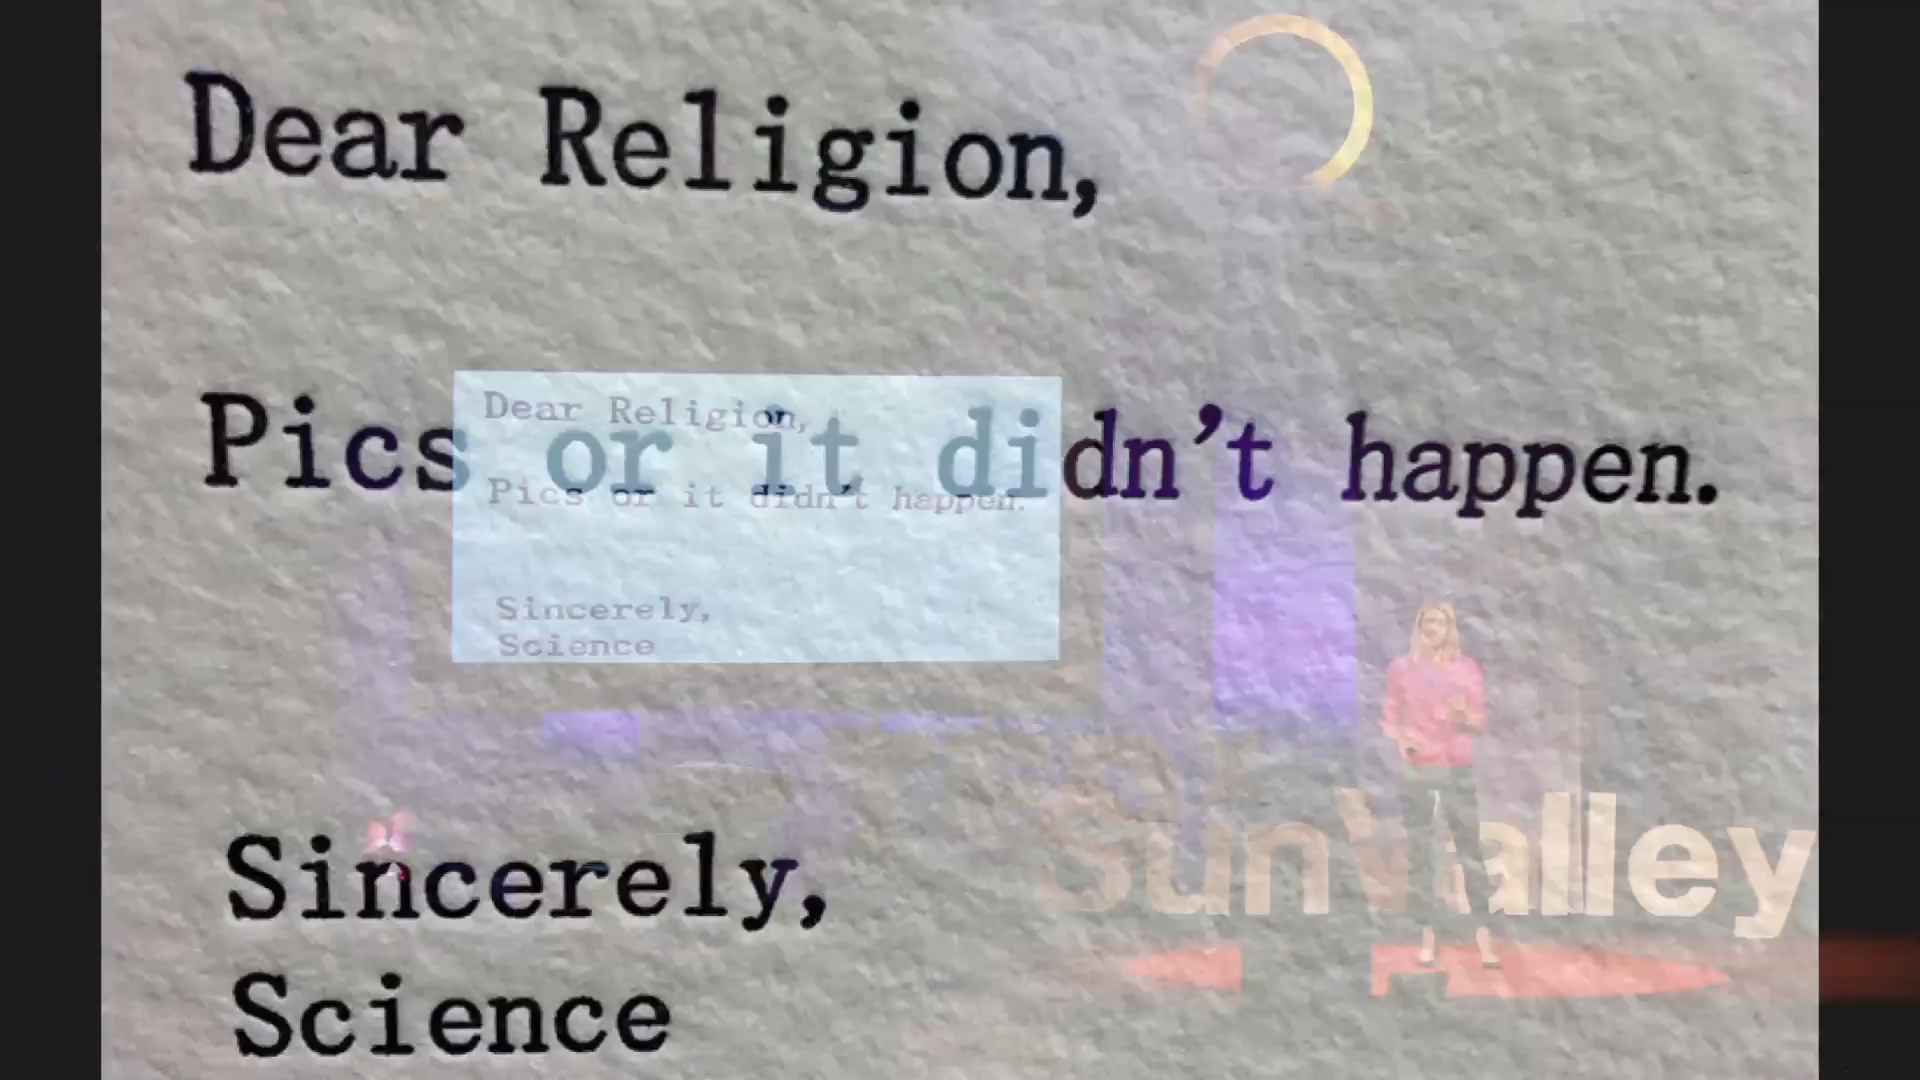 Dear Religion,
Pics or it didn't happen.
Sincerely,
Science
Dear Religion,
Pics or it didn't happen.
Sincerely,
Science
SunValley